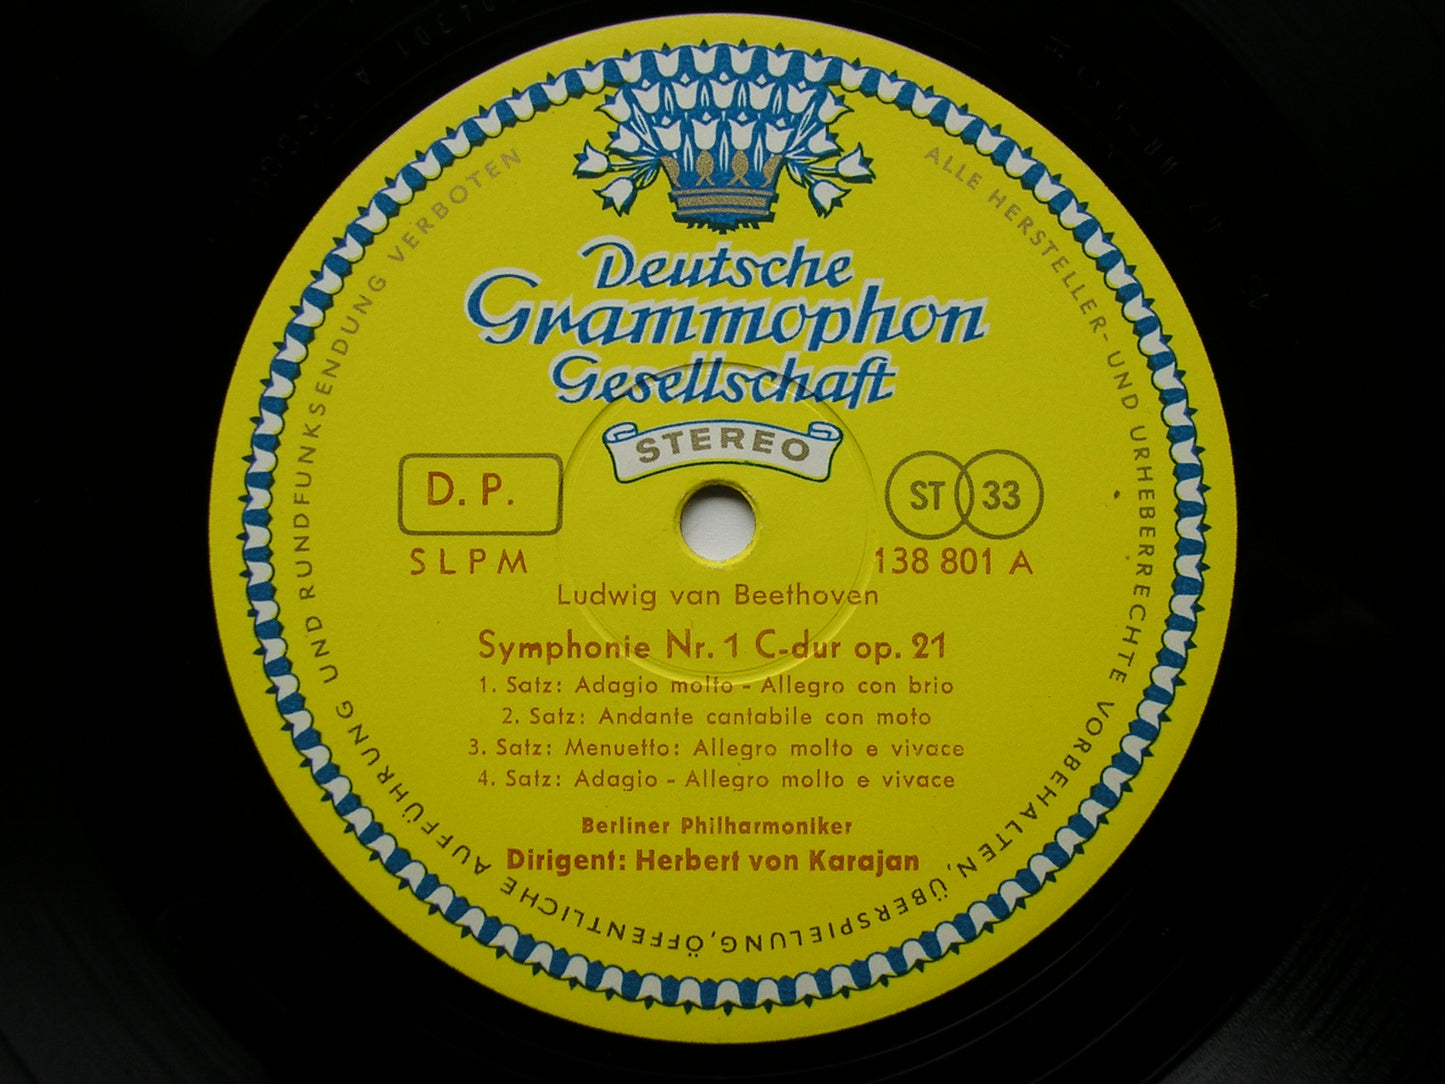 Deutsche
Grammophon
Gesellschaft
STEREO
D. P.
ST 33
SLPM
138 801 A
Ludwig van Beethoven
Symphonie Nr. 1 C-dur op. 21
1. Satz: Adagio molto - Allegro con brio
2. Satz: Andante cantabile con moto
3. Satz: Menuetto: Allegro molto e vivace
4. Satz: Adagio - Allegro molto e vivace
Berliner Philharmoniker
Dirigent: Herbert von Karajan
ALLE HERSTELLER- UND URHEBERRECHTE VORBEHALTEN, ÜBERSPIELUNG, ÖFFENTLICHE AUFFÜHRUNG UND RUNDFUNKSENDUNG VERBOTEN